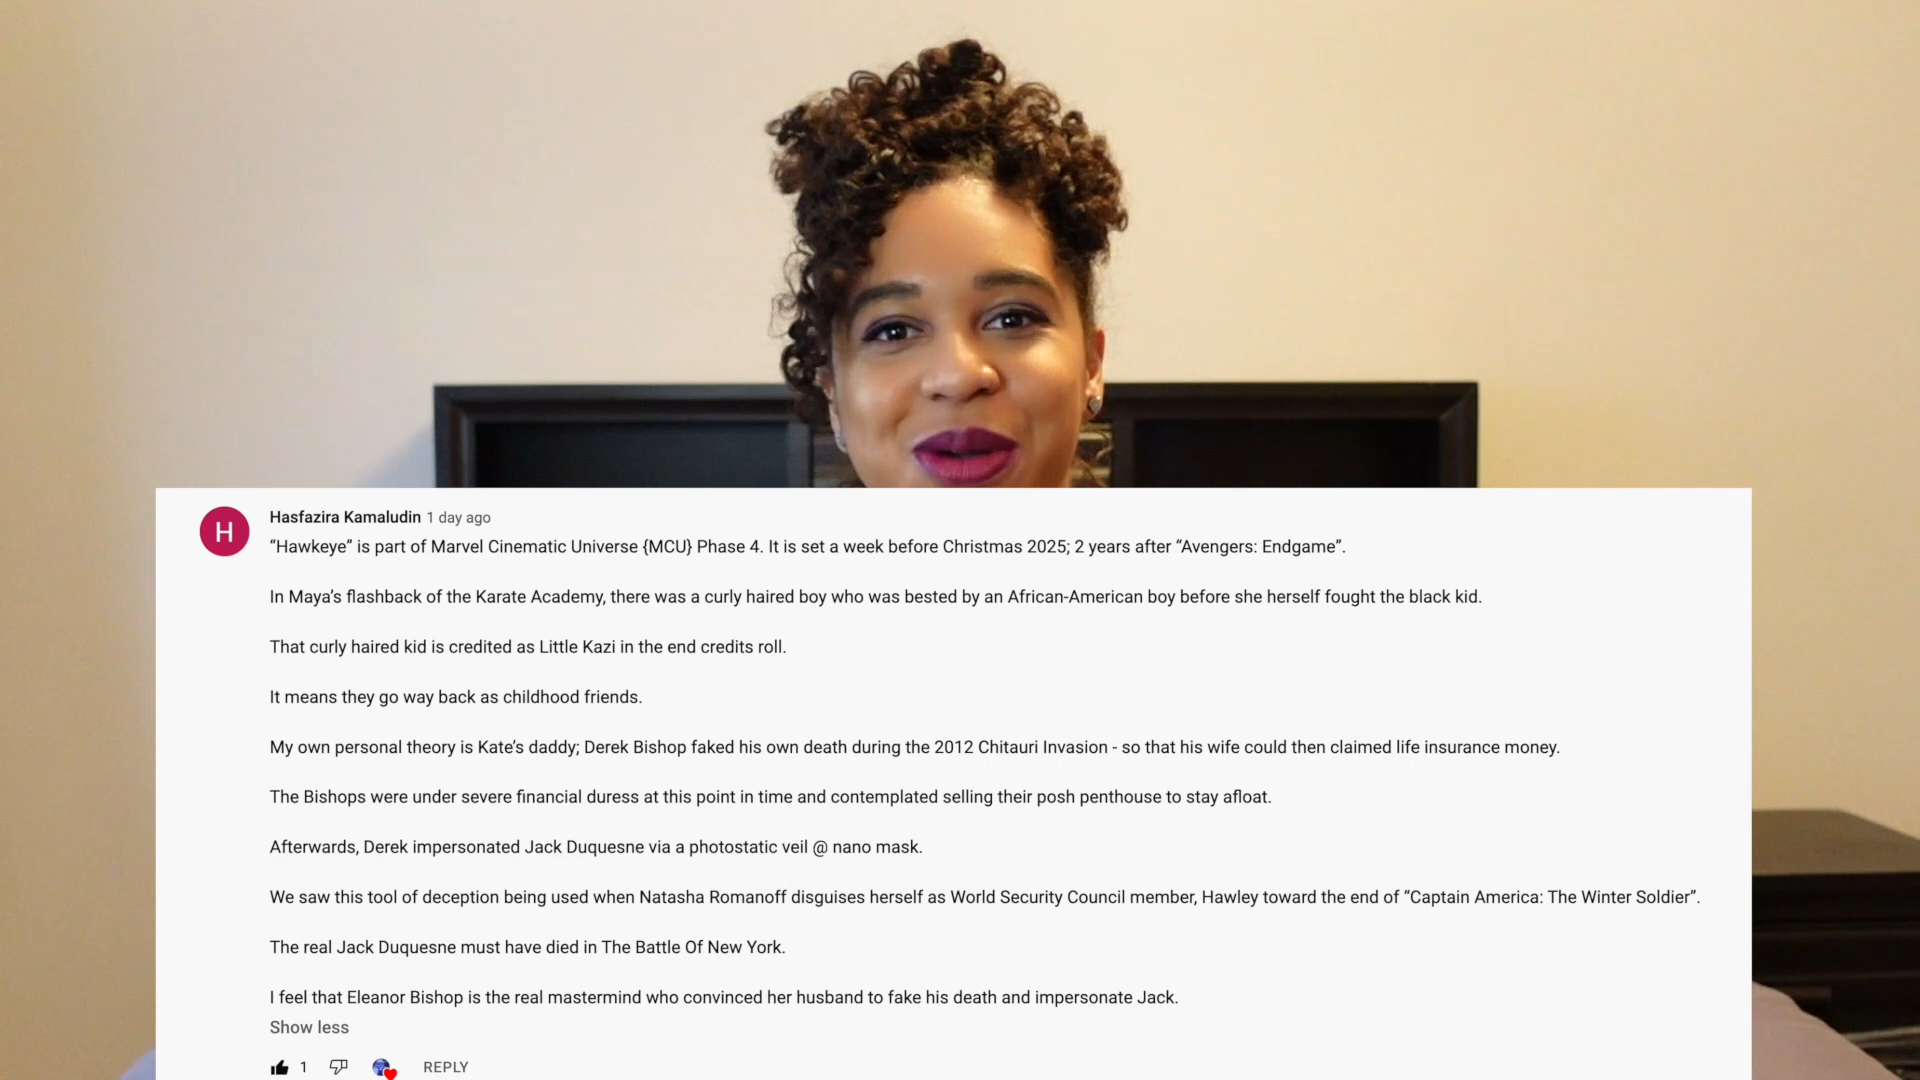 H
Hasfazira Kamaludin 1 day ago
“Hawkeye” is part of Marvel Cinematic Universe {MCU} Phase 4. It is set a week before Christmas 2025; 2 years after “Avengers: Endgame”.
In Maya’s flashback of the Karate Academy, there was a curly haired boy who was bested by an African-American boy before she herself fought the black kid.
That curly haired kid is credited as Little Kazi in the end credits roll.
It means they go way back as childhood friends.
My own personal theory is Kate’s daddy; Derek Bishop faked his own death during the 2012 Chitauri Invasion - so that his wife could then claimed life insurance money.
The Bishops were under severe financial duress at this point in time and contemplated selling their posh penthouse to stay afloat.
Afterwards, Derek impersonated Jack Duquesne via a photostatic veil @ nano mask.
We saw this tool of deception being used when Natasha Romanoff disguises herself as World Security Council member, Hawley toward the end of “Captain America: The Winter Soldier”.
The real Jack Duquesne must have died in The Battle Of New York.
I feel that Eleanor Bishop is the real mastermind who convinced her husband to fake his death and impersonate Jack.
Show less
1 REPLY